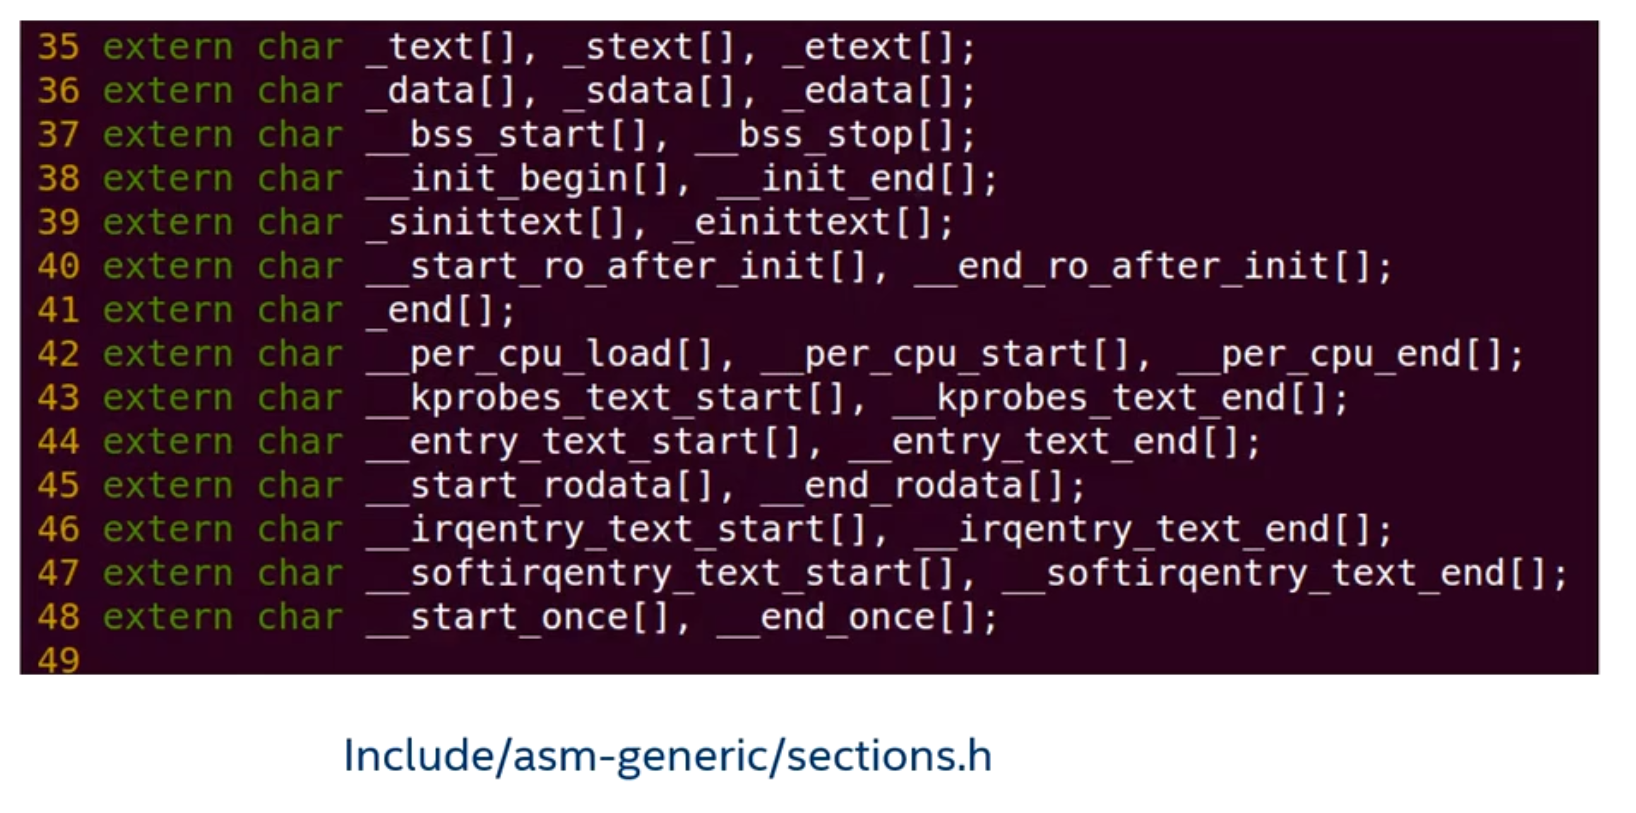 35 extern char _text[], _stext[], _etext[];
36 extern char _data[], _sdata[], _edata[];
37 extern char __bss_start[], __bss_stop[];
38 extern char __init_begin[], __init_end[];
39 extern char _sinittext[], _einittext[];
40 extern char __start_ro_after_init[], __end_ro_after_init[];
41 extern char _end[];
42 extern char __per_cpu_load[], __per_cpu_start[], __per_cpu_end[];
43 extern char __kprobes_text_start[], __kprobes_text_end[];
44 extern char __entry_text_start[], __entry_text_end[];
45 extern char __start_rodata[], __end_rodata[];
46 extern char __irqentry_text_start[], __irqentry_text_end[];
47 extern char __softirqentry_text_start[], __softirqentry_text_end[];
48 extern char __start_once[], __end_once[];
49
Include/asm-generic/sections.h